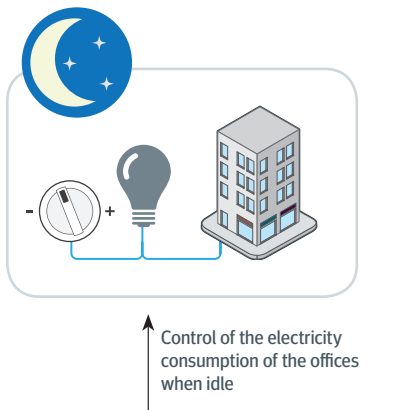 - +
Control of the electricity
consumption of the offices
when idle